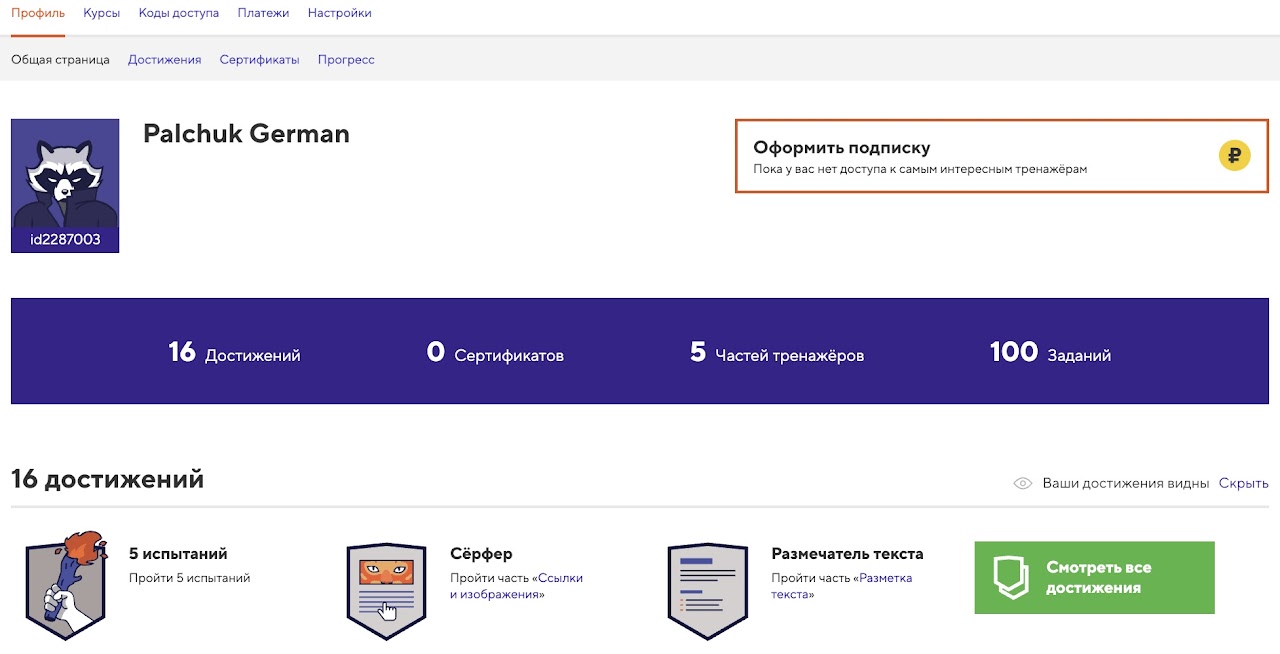 Профиль Курсы Коды доступа Платежи Настройки
Общая страница Достижения Сертификаты Прогресс
Palchuk German
id2287003
Оформить подписку
Пока у вас нет доступа к самым интересным тренажёрам
₽
16 Достижений 0 Сертификатов 5 Частей тренажёров 100 Заданий
16 достижений
Ваши достижения видны Скрыть
5 испытаний
Пройти 5 испытаний
Сёрфер
Пройти часть «Ссылки
и изображения»
Размечатель текста
Пройти часть «Разметка
текста»
Смотреть все
достижения